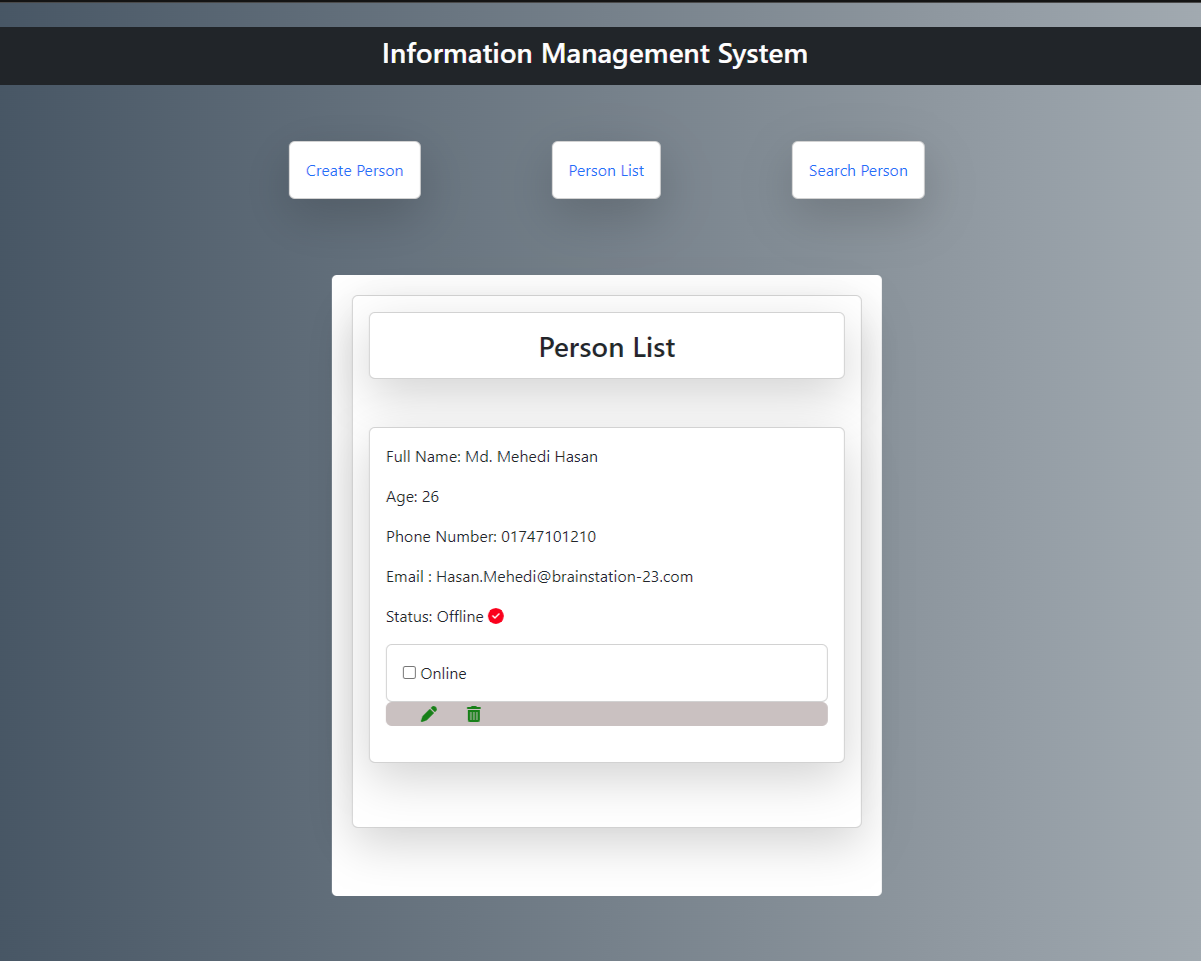 Information Management System
Create Person
Person List
Search Person
Person List
Full Name: Md. Mehedi Hasan
Age: 26
Phone Number: 01747101210
Email : Hasan.Mehedi@brainstation-23.com
Status: Offline
Online